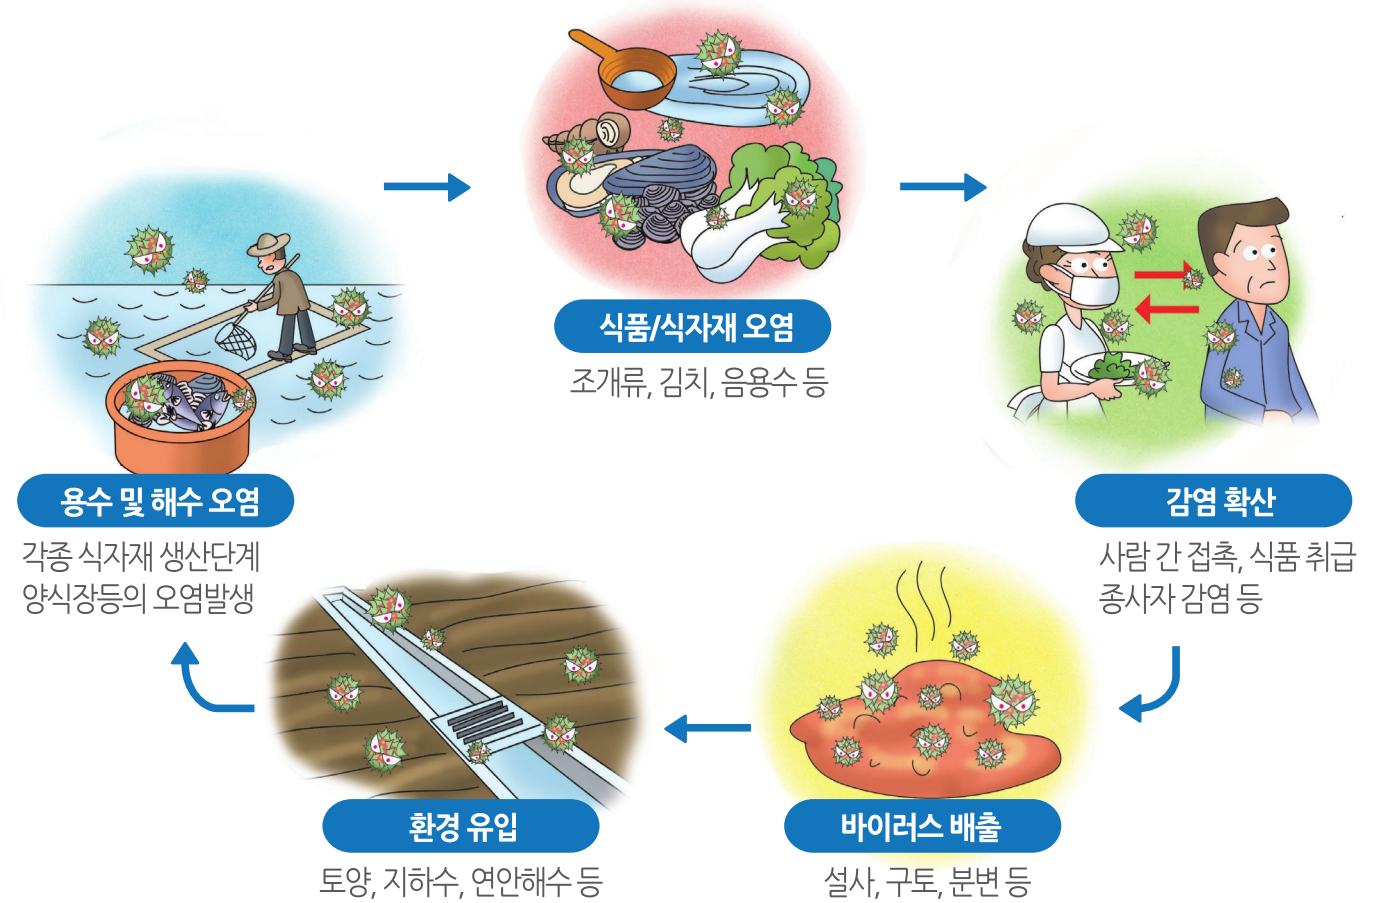 식품/식자재 오염
조개류, 김치, 음용수 등
용수 및 해수 오염
각종 식자재 생산단계
양식장등의 오염발생
감염 확산
사람 간 접촉, 식품 취급
종사자 감염 등
환경 유입
토양, 지하수, 연안해수 등
바이러스 배출
설사, 구토, 분변 등